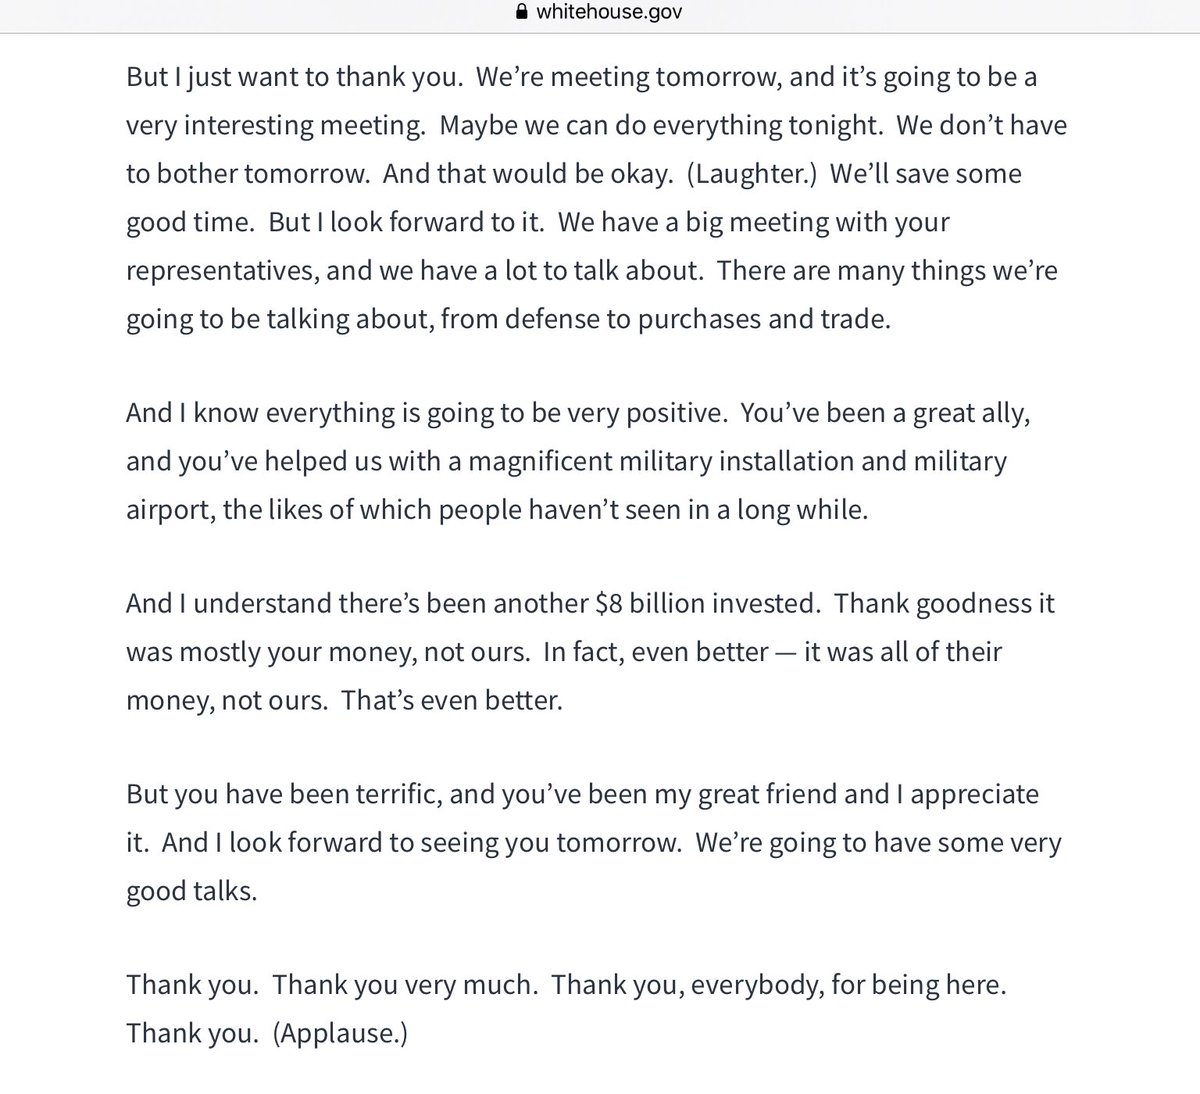 whitehouse.gov
But I just want to thank you.  We’re meeting tomorrow, and it’s going to be a
very interesting meeting.  Maybe we can do everything tonight.  We don’t have
to bother tomorrow.  And that would be okay.  (Laughter.)  We’ll save some
good time.  But I look forward to it.  We have a big meeting with your
representatives, and we have a lot to talk about.  There are many things we’re
going to be talking about, from defense to purchases and trade.
And I know everything is going to be very positive.  You’ve been a great ally,
and you’ve helped us with a magnificent military installation and military
airport, the likes of which people haven’t seen in a long while.
And I understand there’s been another $8 billion invested.  Thank goodness it
was mostly your money, not ours.  In fact, even better — it was all of their
money, not ours.  That’s even better.
But you have been terrific, and you’ve been my great friend and I appreciate
it.  And I look forward to seeing you tomorrow.  We’re going to have some very
good talks.
Thank you.  Thank you very much.  Thank you, everybody, for being here.
Thank you.  (Applause.)